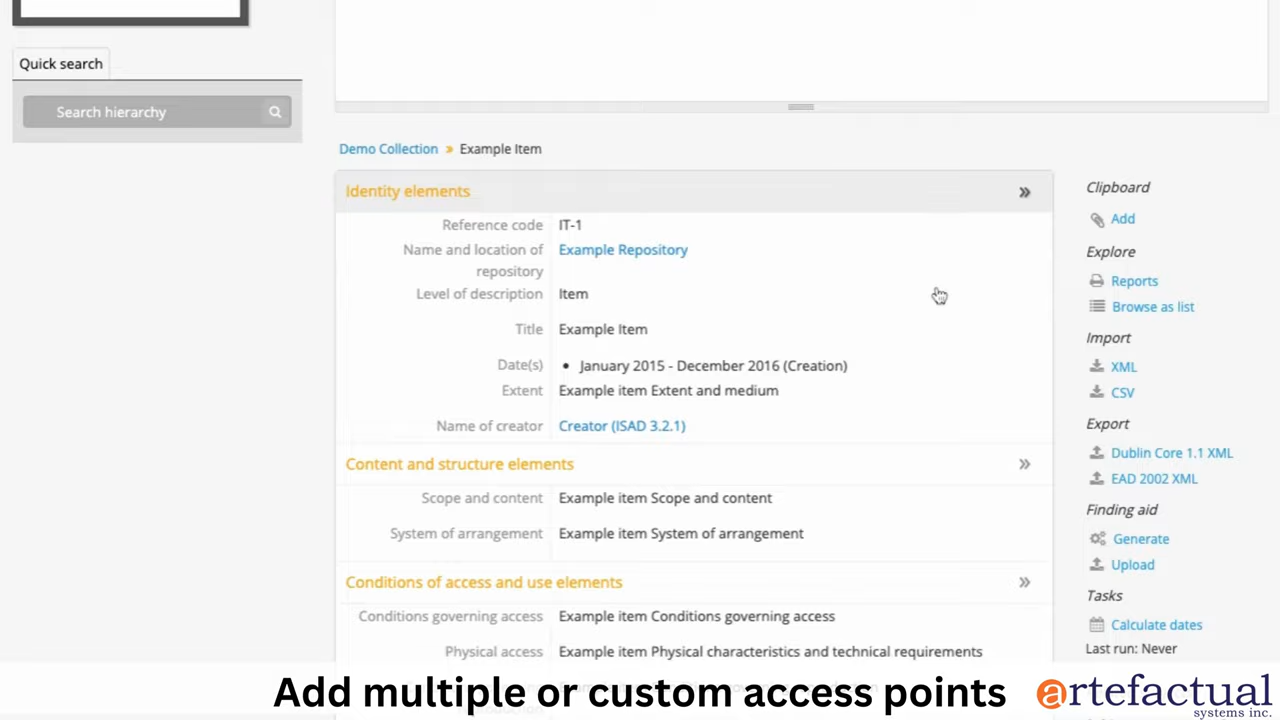 Quick search
Search hierarchy
Demo Collection » Example Item
Identity elements »
Reference code IT-1
Name and location of repository Example Repository
Level of description Item
Title Example Item
Date(s) • January 2015 - December 2016 (Creation)
Extent Example item Extent and medium
Name of creator Creator (ISAD 3.2.1)
Content and structure elements »
Scope and content Example item Scope and content
System of arrangement Example item System of arrangement
Conditions of access and use elements »
Conditions governing access Example item Conditions governing access
Physical access Example item Physical characteristics and technical requirements
Clipboard
Add
Explore
Reports
Browse as list
Import
XML
CSV
Export
Dublin Core 1.1 XML
EAD 2002 XML
Finding aid
Generate
Upload
Tasks
Calculate dates
Last run: Never
Add multiple or custom access points
artefactual
systems inc.